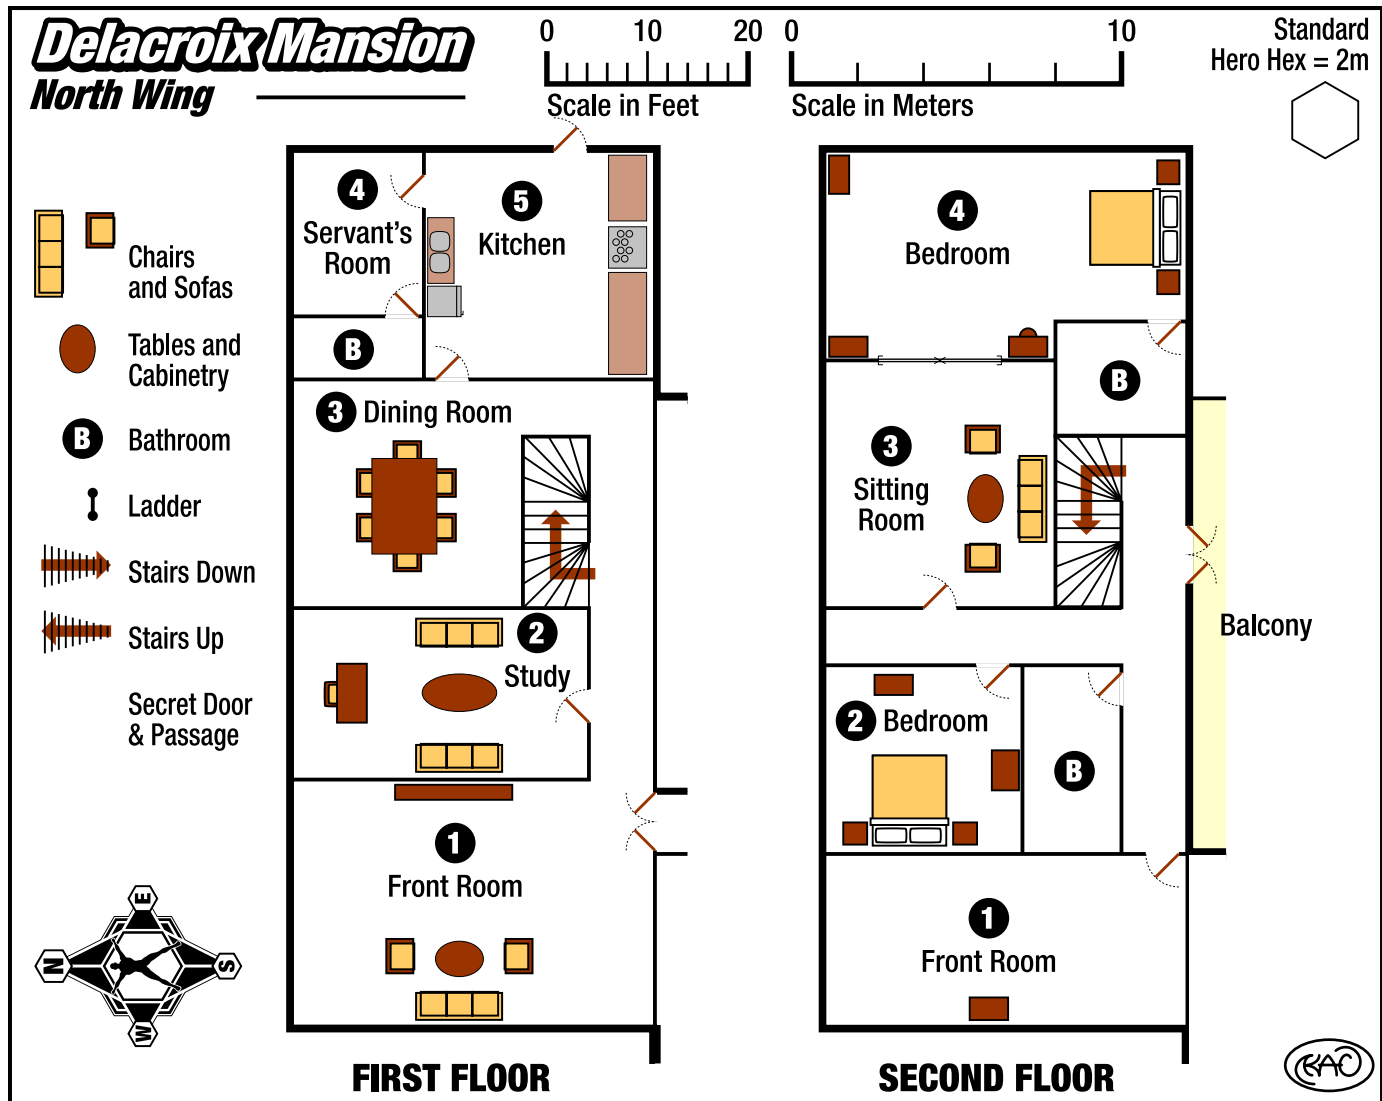 Delacroix Mansion
North Wing
0 10 20
Scale in Feet
0 10
Scale in Meters
Standard
Hero Hex = 2m
Chairs
and Sofas
Tables and
Cabinetry
B Bathroom
Ladder
Stairs Down
Stairs Up
Secret Door
& Passage
N
E
S
W
4
Servant's
Room
5
Kitchen
B
3 Dining Room
2
Study
1
Front Room
FIRST FLOOR
4
Bedroom
B
3
Sitting
Room
Balcony
2 Bedroom
B
1
Front Room
SECOND FLOOR